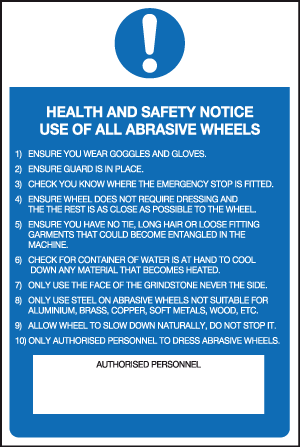 HEALTH AND SAFETY NOTICE
USE OF ALL ABRASIVE WHEELS
1) ENSURE YOU WEAR GOGGLES AND GLOVES.
2) ENSURE GUARD IS IN PLACE.
3) CHECK YOU KNOW WHERE THE EMERGENCY STOP IS FITTED.
4) ENSURE WHEEL DOES NOT REQUIRE DRESSING AND
THE THE REST IS AS CLOSE AS POSSIBLE TO THE WHEEL.
5) ENSURE YOU HAVE NO TIE, LONG HAIR OR LOOSE FITTING
GARMENTS THAT COULD BECOME ENTANGLED IN THE
MACHINE.
6) CHECK FOR CONTAINER OF WATER IS AT HAND TO COOL
DOWN ANY MATERIAL THAT BECOMES HEATED.
7) ONLY USE THE FACE OF THE GRINDSTONE NEVER THE SIDE.
8) ONLY USE STEEL ON ABRASIVE WHEELS NOT SUITABLE FOR
ALUMINIUM, BRASS, COPPER, SOFT METALS, WOOD, ETC.
9) ALLOW WHEEL TO SLOW DOWN NATURALLY, DO NOT STOP IT.
10) ONLY AUTHORISED PERSONNEL TO DRESS ABRASIVE WHEELS.
AUTHORISED PERSONNEL